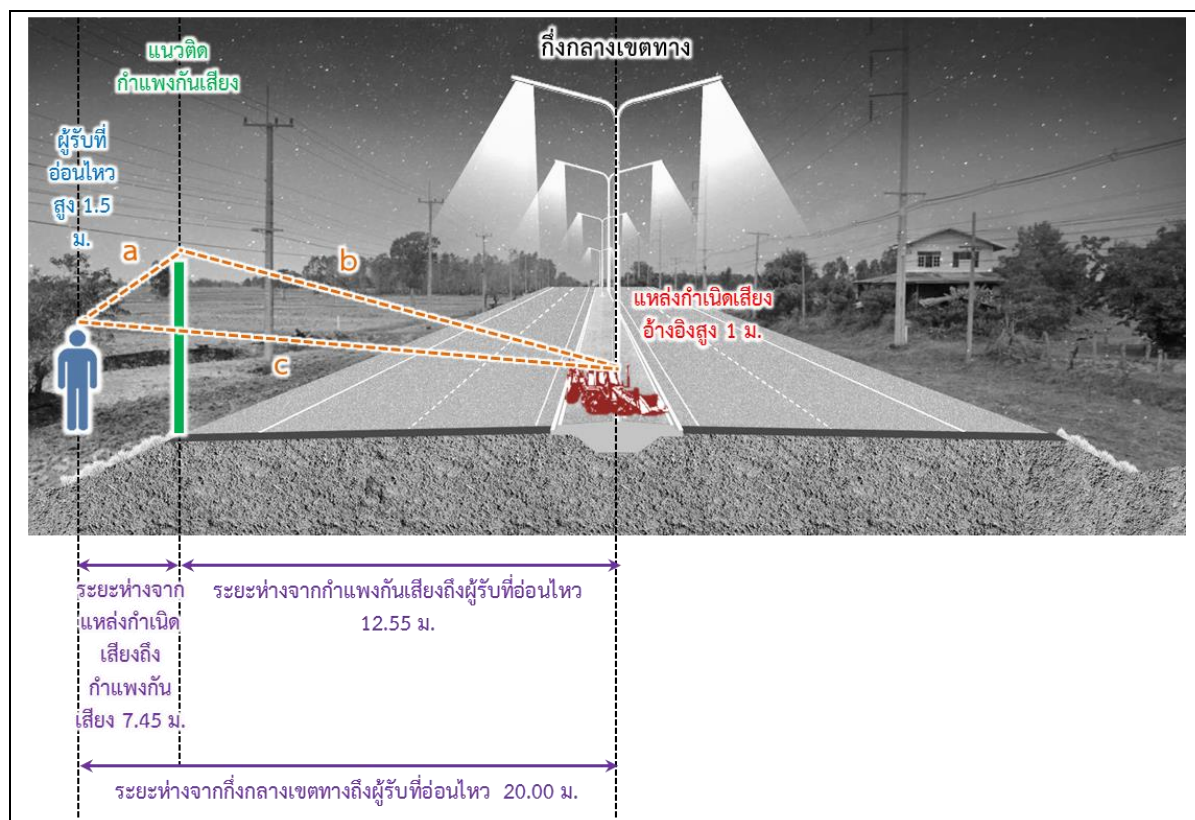 กึ่งกลางเขตทาง
แนวติด
กำแพงกันเสียง
ผู้รับที่
อ่อนไหว
สูง 1.5
ม.
a
b
c
แหล่งกำเนิดเสียง
อ้างอิงสูง 1 ม.
ระยะห่างจาก
แหล่งกำเนิด
เสียงถึง
กำแพงกัน
เสียง 7.45 ม.
ระยะห่างจากกำแพงกันเสียงถึงผู้รับที่อ่อนไหว
12.55 ม.
ระยะห่างจากกึ่งกลางเขตทางถึงผู้รับที่อ่อนไหว 20.00 ม.